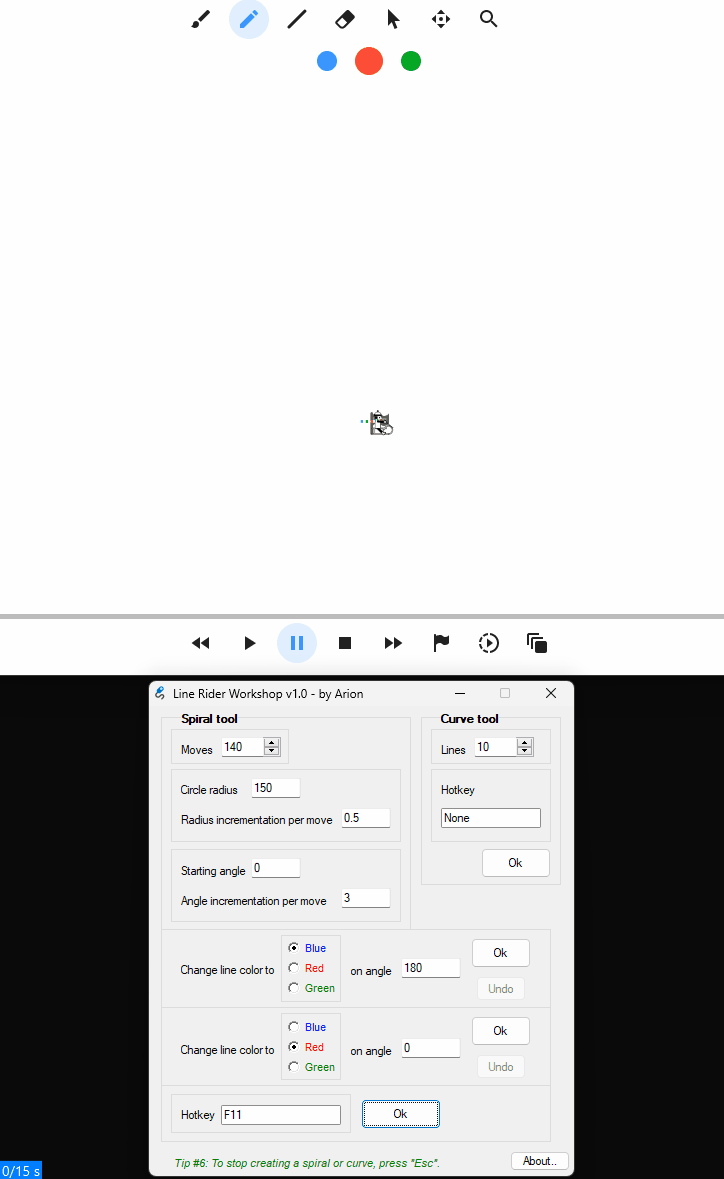 Line Rider Workshop v1.0 - by Arion
Spiral tool
Curve tool
Moves 140
Lines 10
Circle radius 150
Hotkey
Radius incrementation per move 0.5
None
Ok
Starting angle 0
Angle incrementation per move 3
Blue
Change line color to Red on angle 180 Ok
Green Undo
Blue
Change line color to Red on angle 0 Ok
Green Undo
Hotkey F11 Ok
Tip #6: To stop creating a spiral or curve, press "Esc".
About..
0/15 s